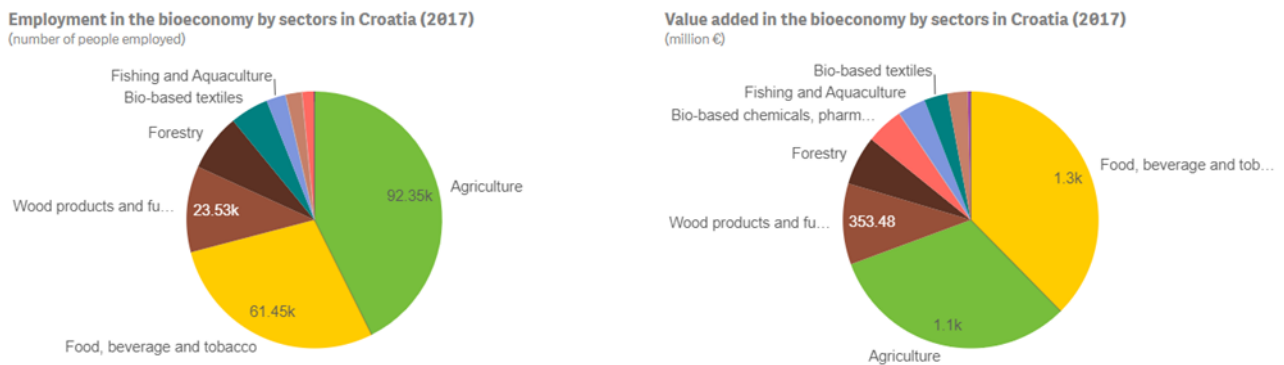 Employment in the bioeconomy by sectors in Croatia (2017)
(number of people employed)
Fishing and Aquaculture
Bio-based textiles
Forestry
Wood products and fu...
23.53k
92.35k
Agriculture
61.45k
Food, beverage and tobacco
Value added in the bioeconomy by sectors in Croatia (2017)
(million €)
Bio-based textiles
Fishing and Aquaculture
Bio-based chemicals, pharm...
Forestry
Wood products and fu...
353.48
1.3k
Food, beverage and tob...
1.1k
Agriculture